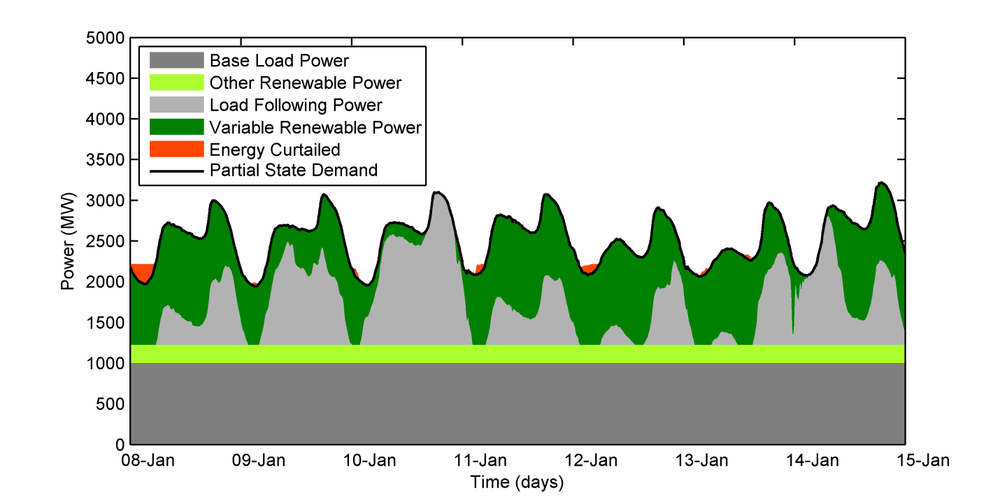 5000
4500
4000
3500
3000
2500
2000
1500
1000
500
0
Power (MW)
Base Load Power
Other Renewable Power
Load Following Power
Variable Renewable Power
Energy Curtailed
Partial State Demand
08-Jan 09-Jan 10-Jan 11-Jan 12-Jan 13-Jan 14-Jan 15-Jan
Time (days)